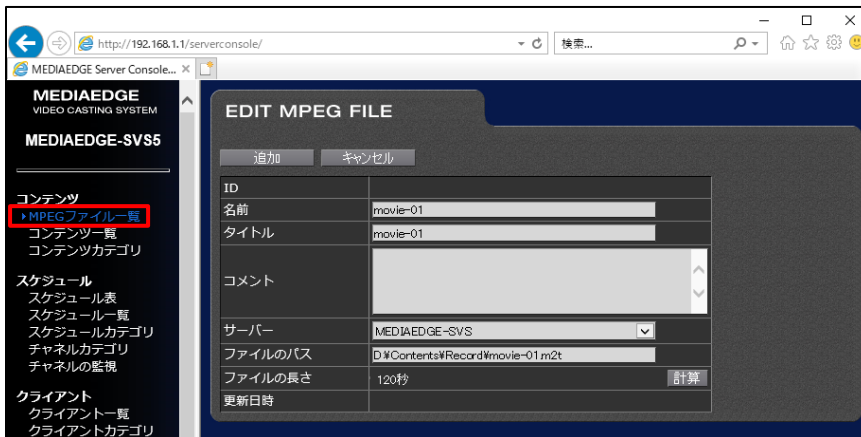 http://192.168.1.1/serverconsole/
検索...
MEDIAEDGE Server Console...
MEDIAEDGE
VIDEO CASTING SYSTEM
MEDIAEDGE-SVS5
コンテンツ
MPEGファイル一覧
コンテンツ一覧
コンテンツカテゴリ
スケジュール
スケジュール表
スケジュール一覧
スケジュールカテゴリ
チャネルカテゴリ
チャネルの監視
クライアント
クライアント一覧
クライアントカテゴリ
EDIT MPEG FILE
追加 キャンセル
ID
名前 movie-01
タイトル movie-01
コメント
サーバー MEDIAEDGE-SVS
ファイルのパス D:¥Contents¥Record¥movie-01.m2t
ファイルの長さ 120秒 計算
更新日時